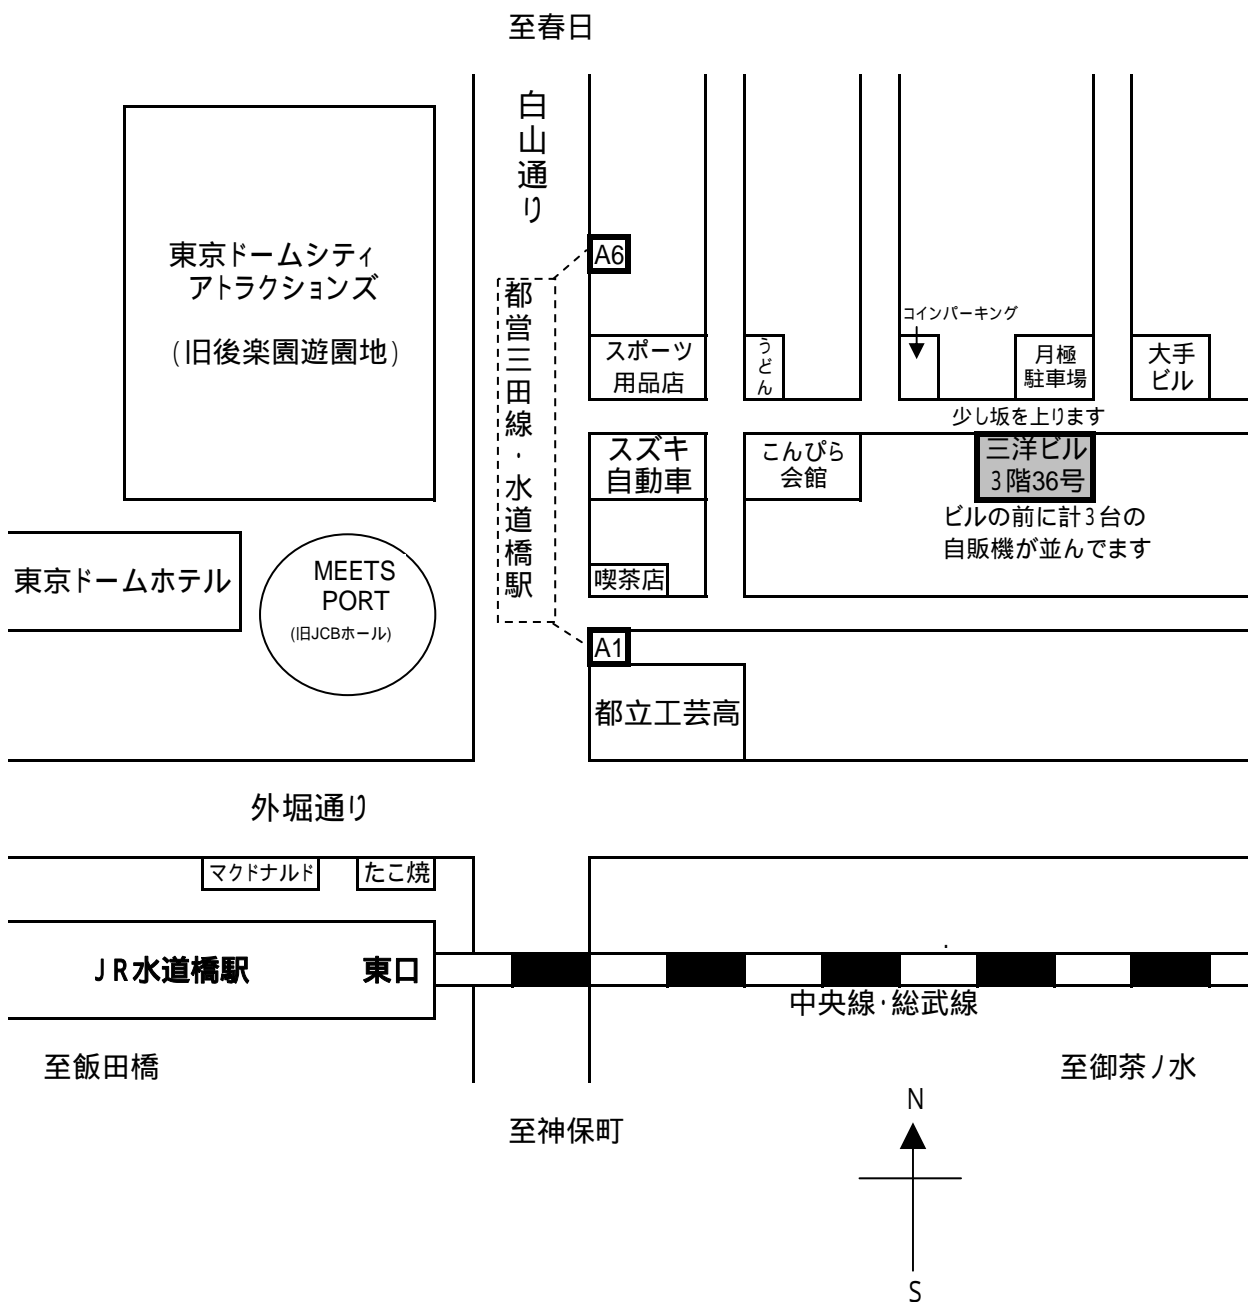 至春日
白山通り
東京ドームシティ
アトラクションズ
(旧後楽園遊園地)
A6
都営三田線・水道橋駅
コインパーキング
スポーツ
用品店
うどん
月極
駐車場
大手
ビル
少し坂を上ります
スズキ
自動車
こんぴら
会館
三洋ビル
3階36号
ビルの前に計3台の
自販機が並んでます
東京ドームホテル
MEETS
PORT
(旧JCBホール)
喫茶店
A1
都立工芸高
外堀通り
マクドナルド
たこ焼
JR水道橋駅
東口
中央線・総武線
至飯田橋
至御茶ノ水
至神保町
N
S